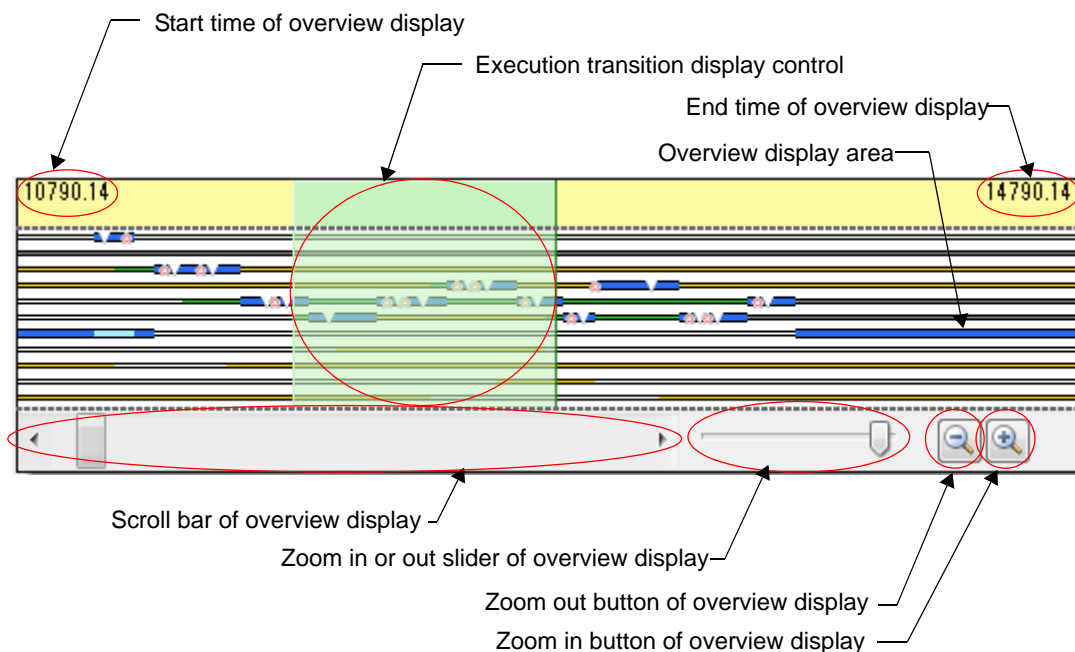 Start time of overview display
Execution transition display control
End time of overview display
Overview display area
10790.14
14790.14
Scroll bar of overview display
Zoom in or out slider of overview display
Zoom out button of overview display
Zoom in button of overview display